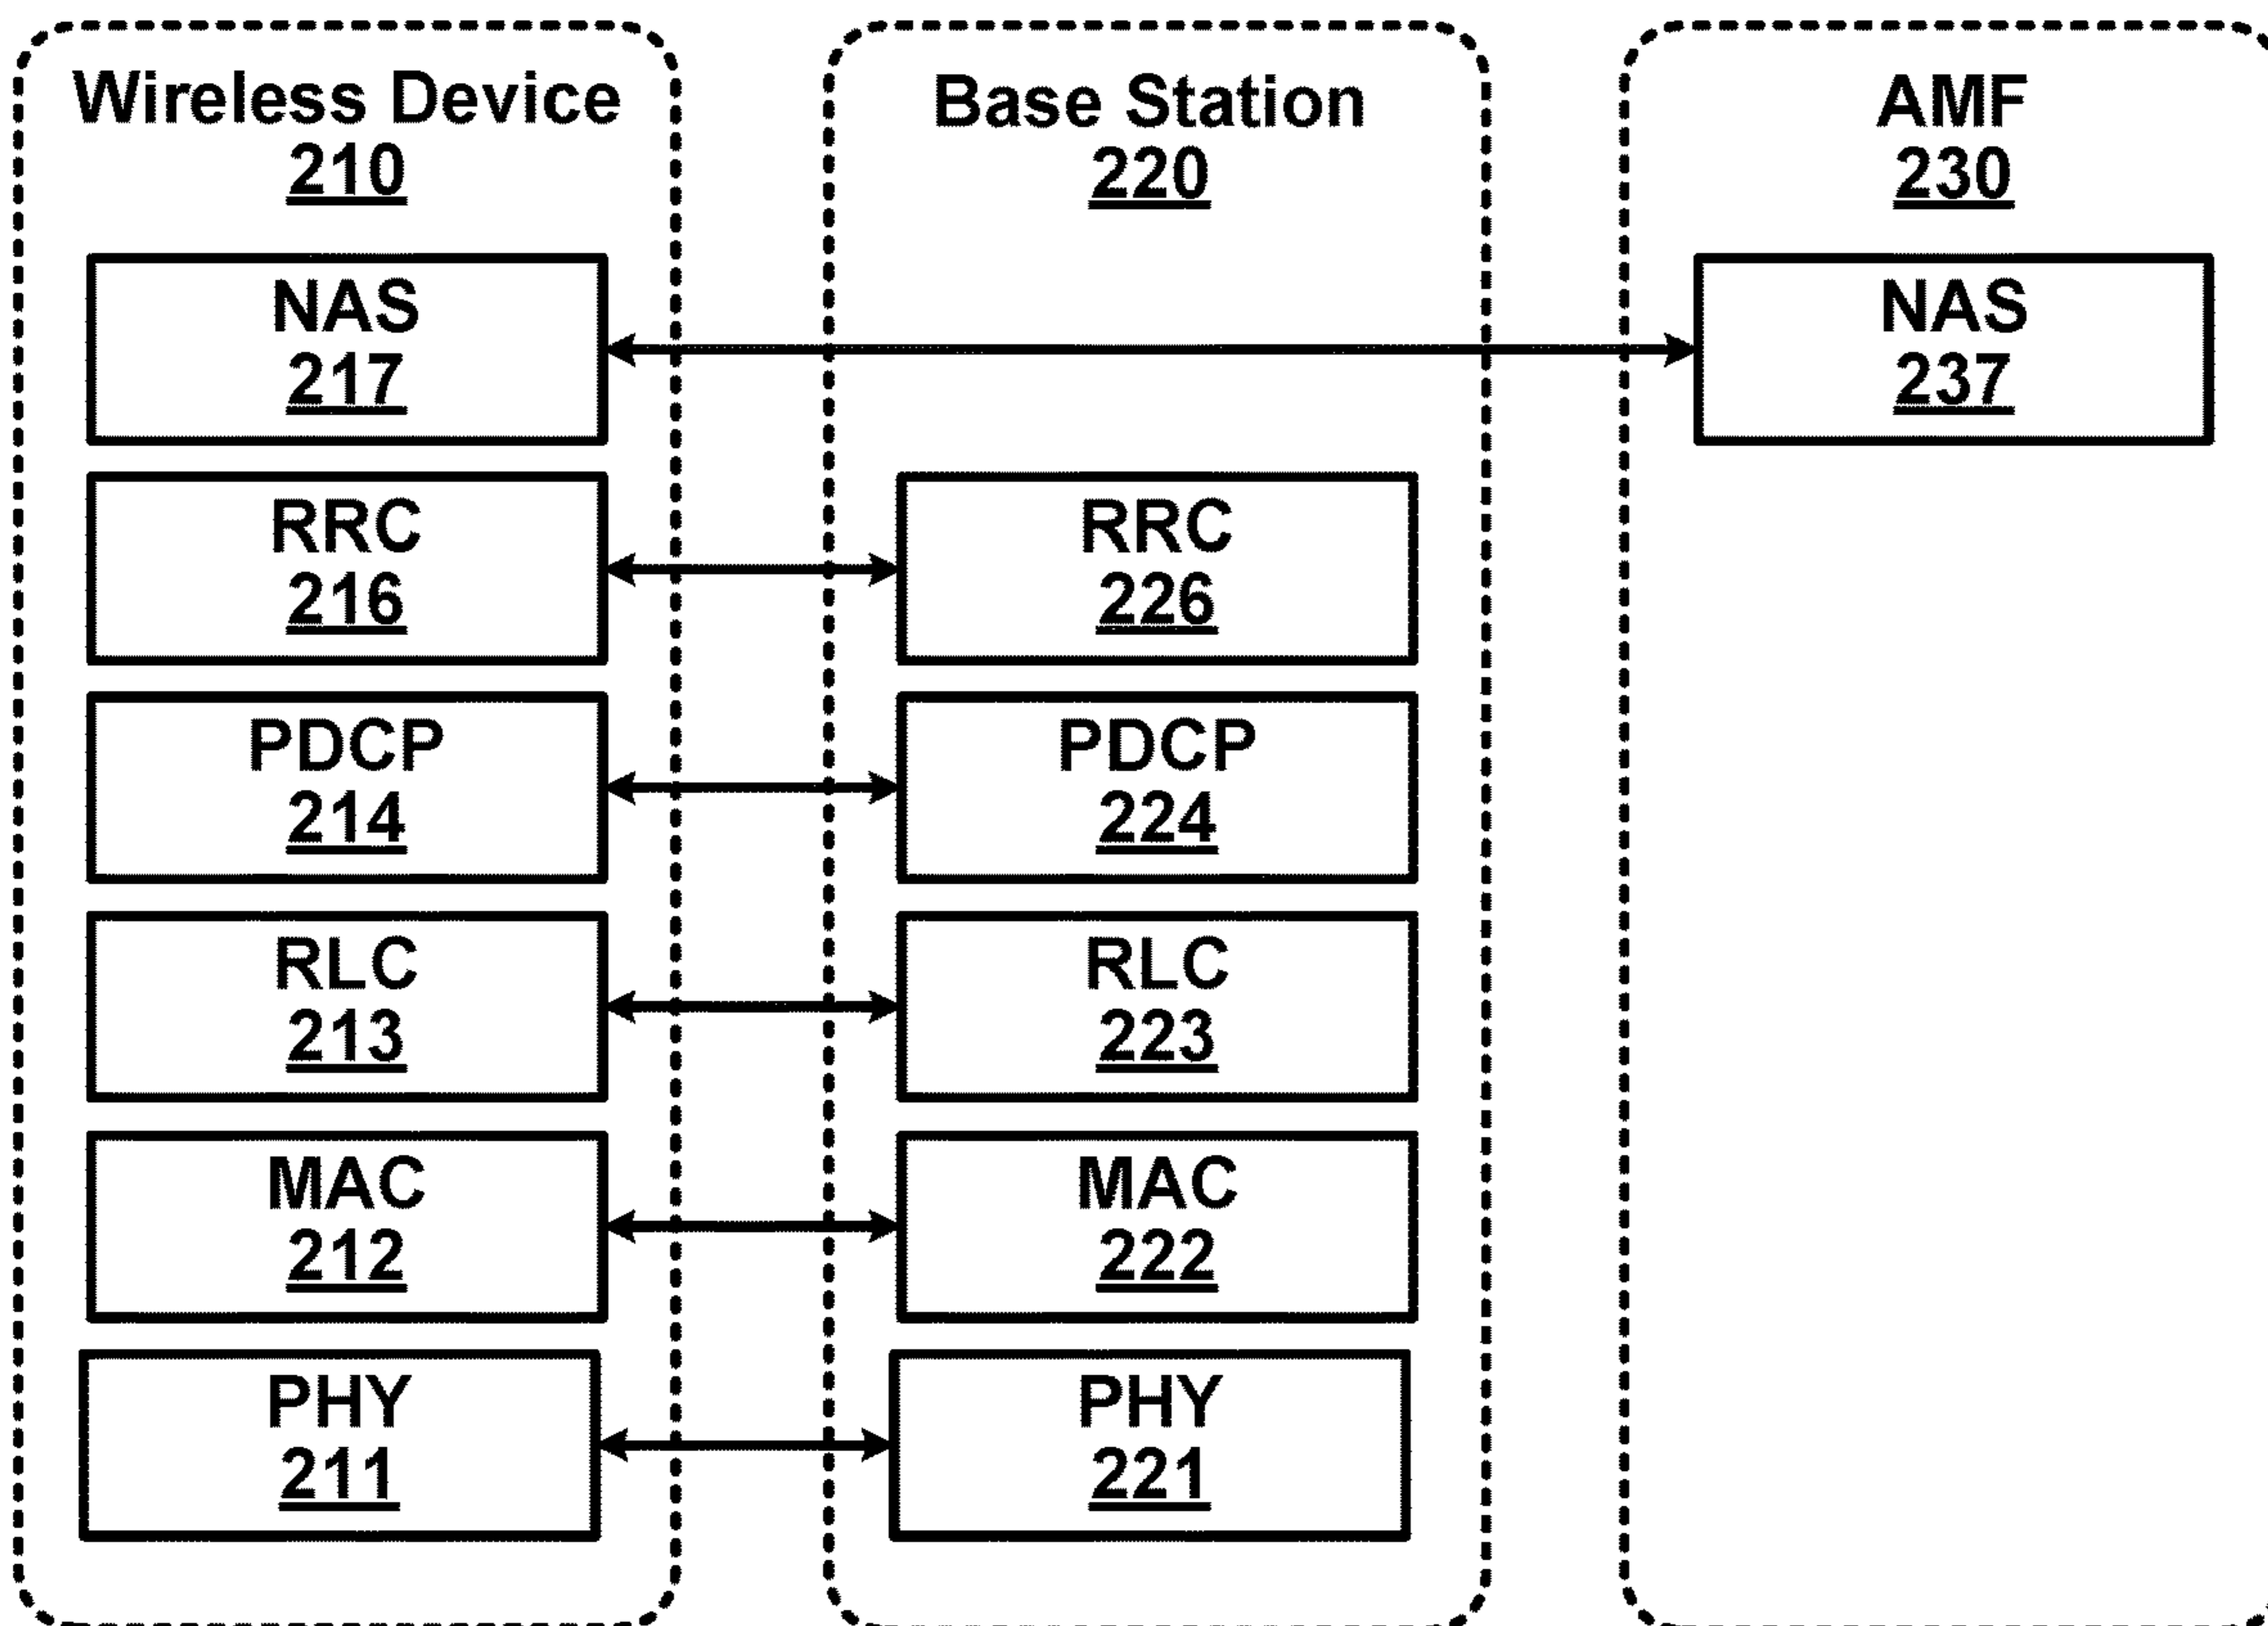 Wireless Device
210
Base Station
220
AMF
230
NAS
217
NAS
237
RRC
216
RRC
226
PDCP
214
PDCP
224
RLC
213
RLC
223
MAC
212
MAC
222
PHY
211
PHY
221